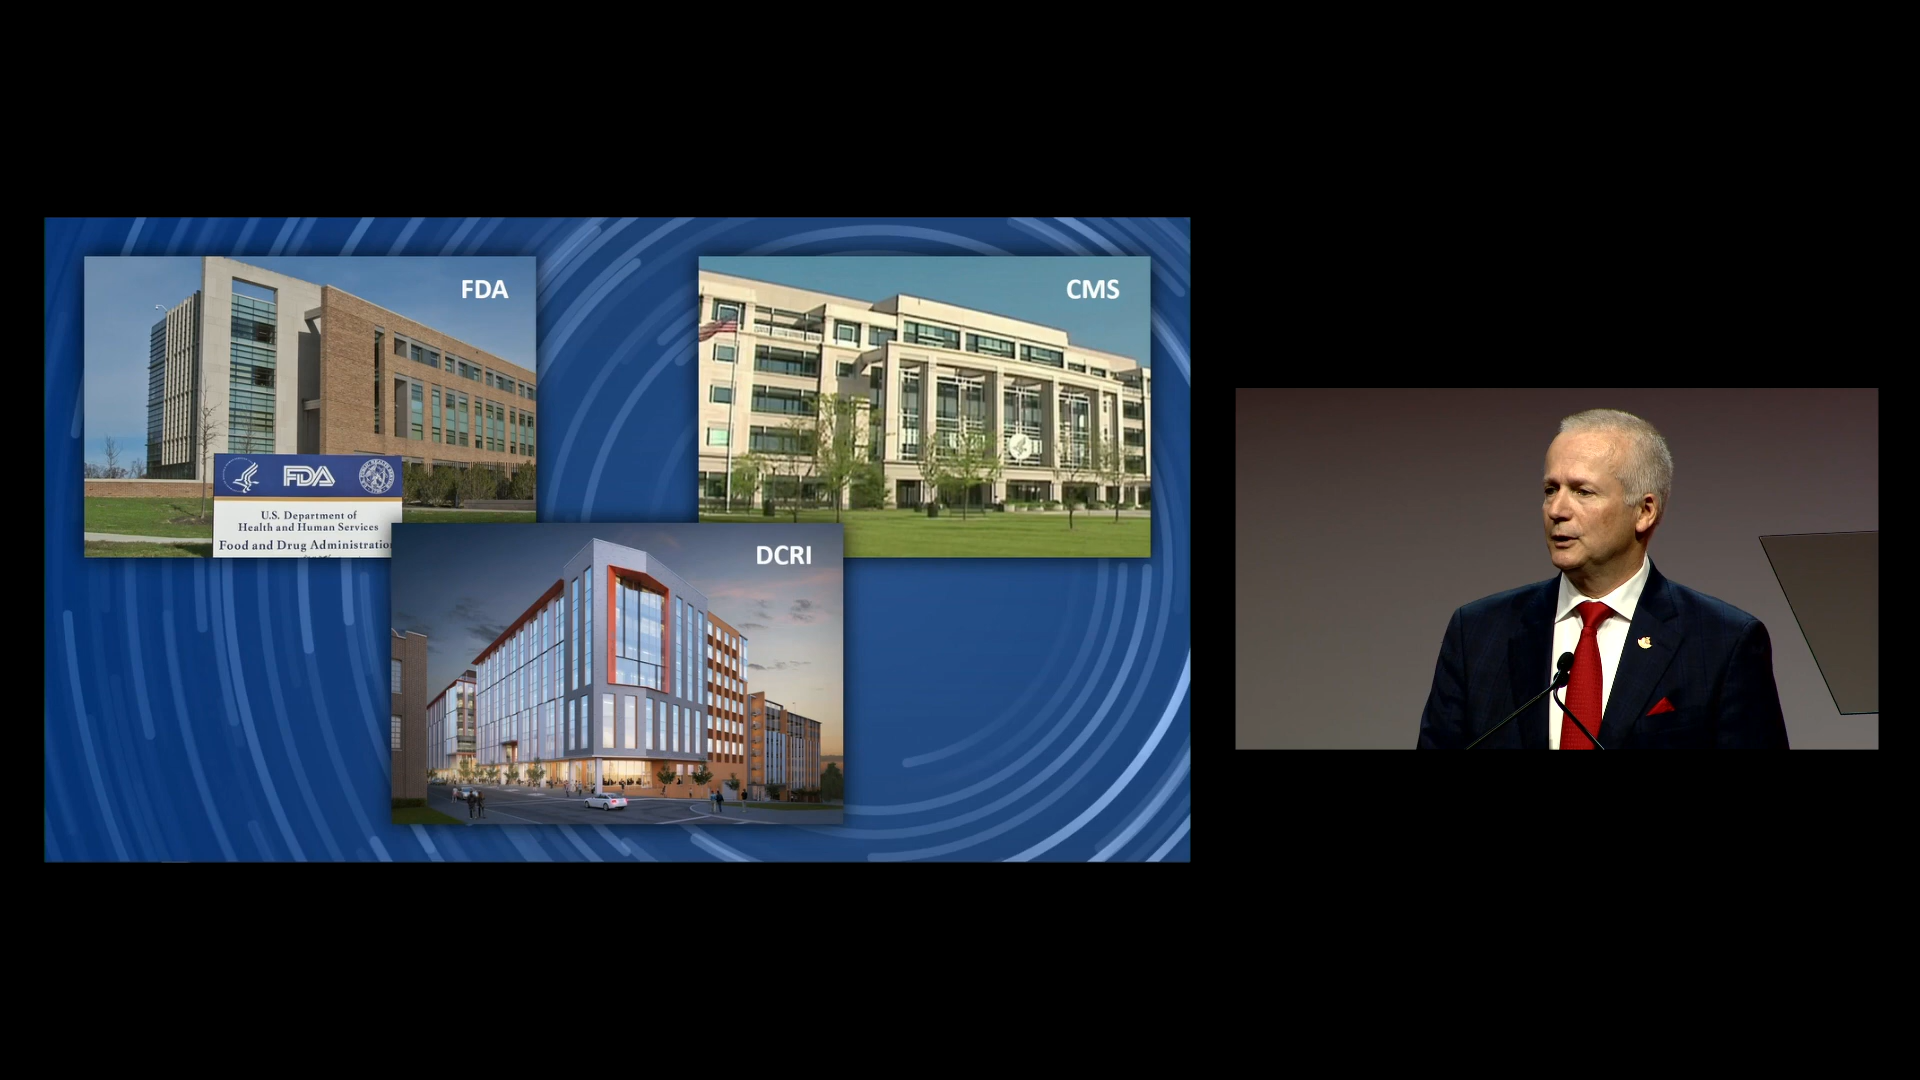 FDA
CMS
FDA
U.S. Department of
Health and Human Services
Food and Drug Administration
DCRI